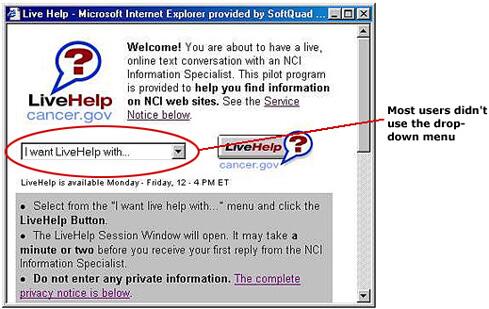 Live Help - Microsoft Internet Explorer provided by SoftQuad ...
Welcome! You are about to have a live,
online text conversation with an NCI
Information Specialist. This pilot program
is provided to help you find information
on NCI web sites. See the Service
Notice below.
?
LiveHelp
cancer.gov
Most users didn't
use the drop-
down menu
I want LiveHelp with...
LiveHelp ?
cancer.gov
LiveHelp is available Monday - Friday, 12 - 4 PM ET
• Select from the "I want live help with..." menu and click the
LiveHelp Button.
• The LiveHelp Session Window will open. It may take a
minute or two before you receive your first reply from the NCI
Information Specialist.
• Do not enter any private information. The complete
privacy notice is below.